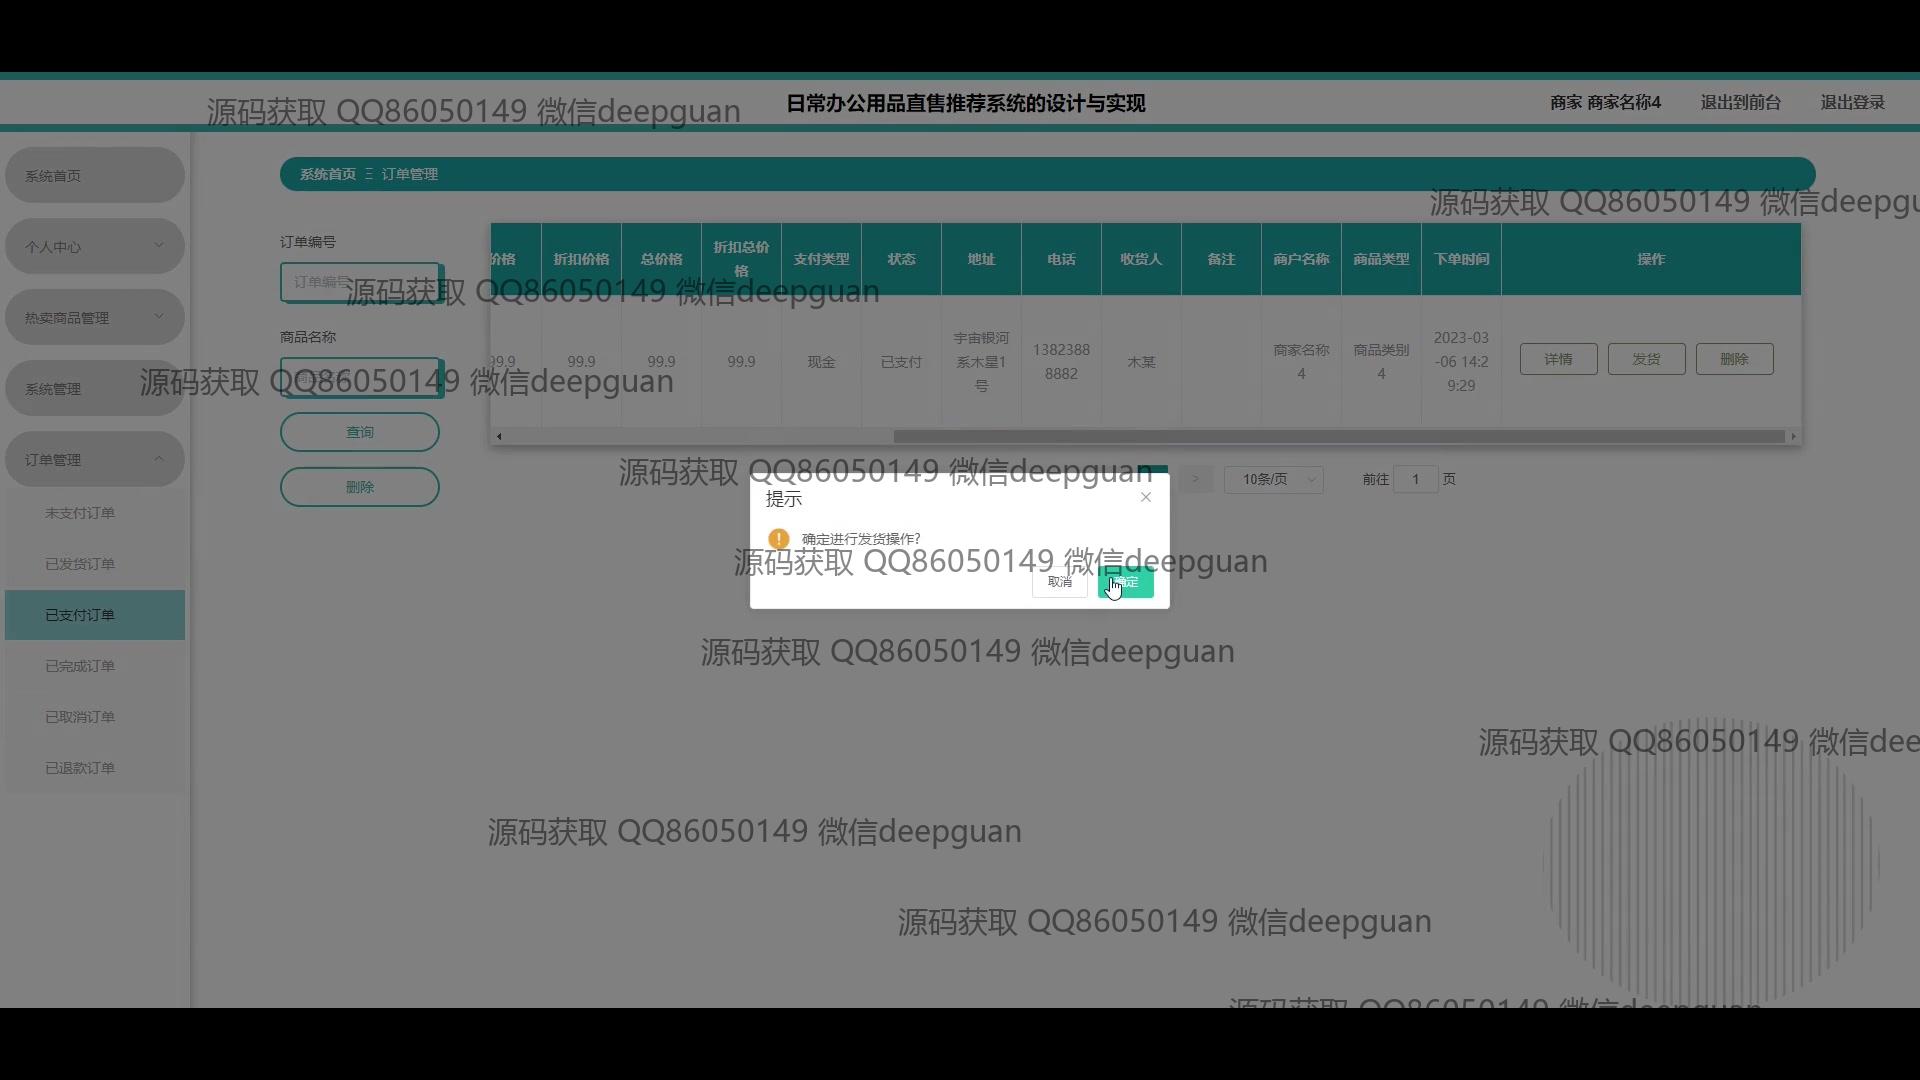 日常办公用品直售推荐系统的设计与实现
商家 商家名称4
退出到前台
退出登录
源码获取 QQ86050149 微信deepguan
系统首页
个人中心
热卖商品管理
系统管理
订单管理
未支付订单
已发货订单
已支付订单
已完成订单
已取消订单
已退款订单
系统首页 Ξ 订单管理
源码获取 QQ86050149 微信deepgu
订单编号
订单编号
商品名称
查询
删除
价格 折扣价格 总价格 折扣总价格 支付类型 状态 地址 电话 收货人 备注 商户名称 商品类型 下单时间 操作
源码获取 QQ86050149 微信deepguan
99.9 99.9 99.9 99.9 现金 已支付 宇宙银河系木星1号 13823888882 木某 商家名称4 商品类别4 2023-03-06 14:29:29 详情 发货 删除
源码获取 QQ86050149 微信deepguan
源码获取 QQ86050149 微信deepguan
10条/页
前往 1 页
提示
确定进行发货操作?
源码获取 QQ86050149 微信deepguan
取消
确定
源码获取 QQ86050149 微信deepguan
源码获取 QQ86050149 微信dee
源码获取 QQ86050149 微信deepguan
源码获取 QQ86050149 微信deepguan
源码获取 QQ86050149 微信deepguan